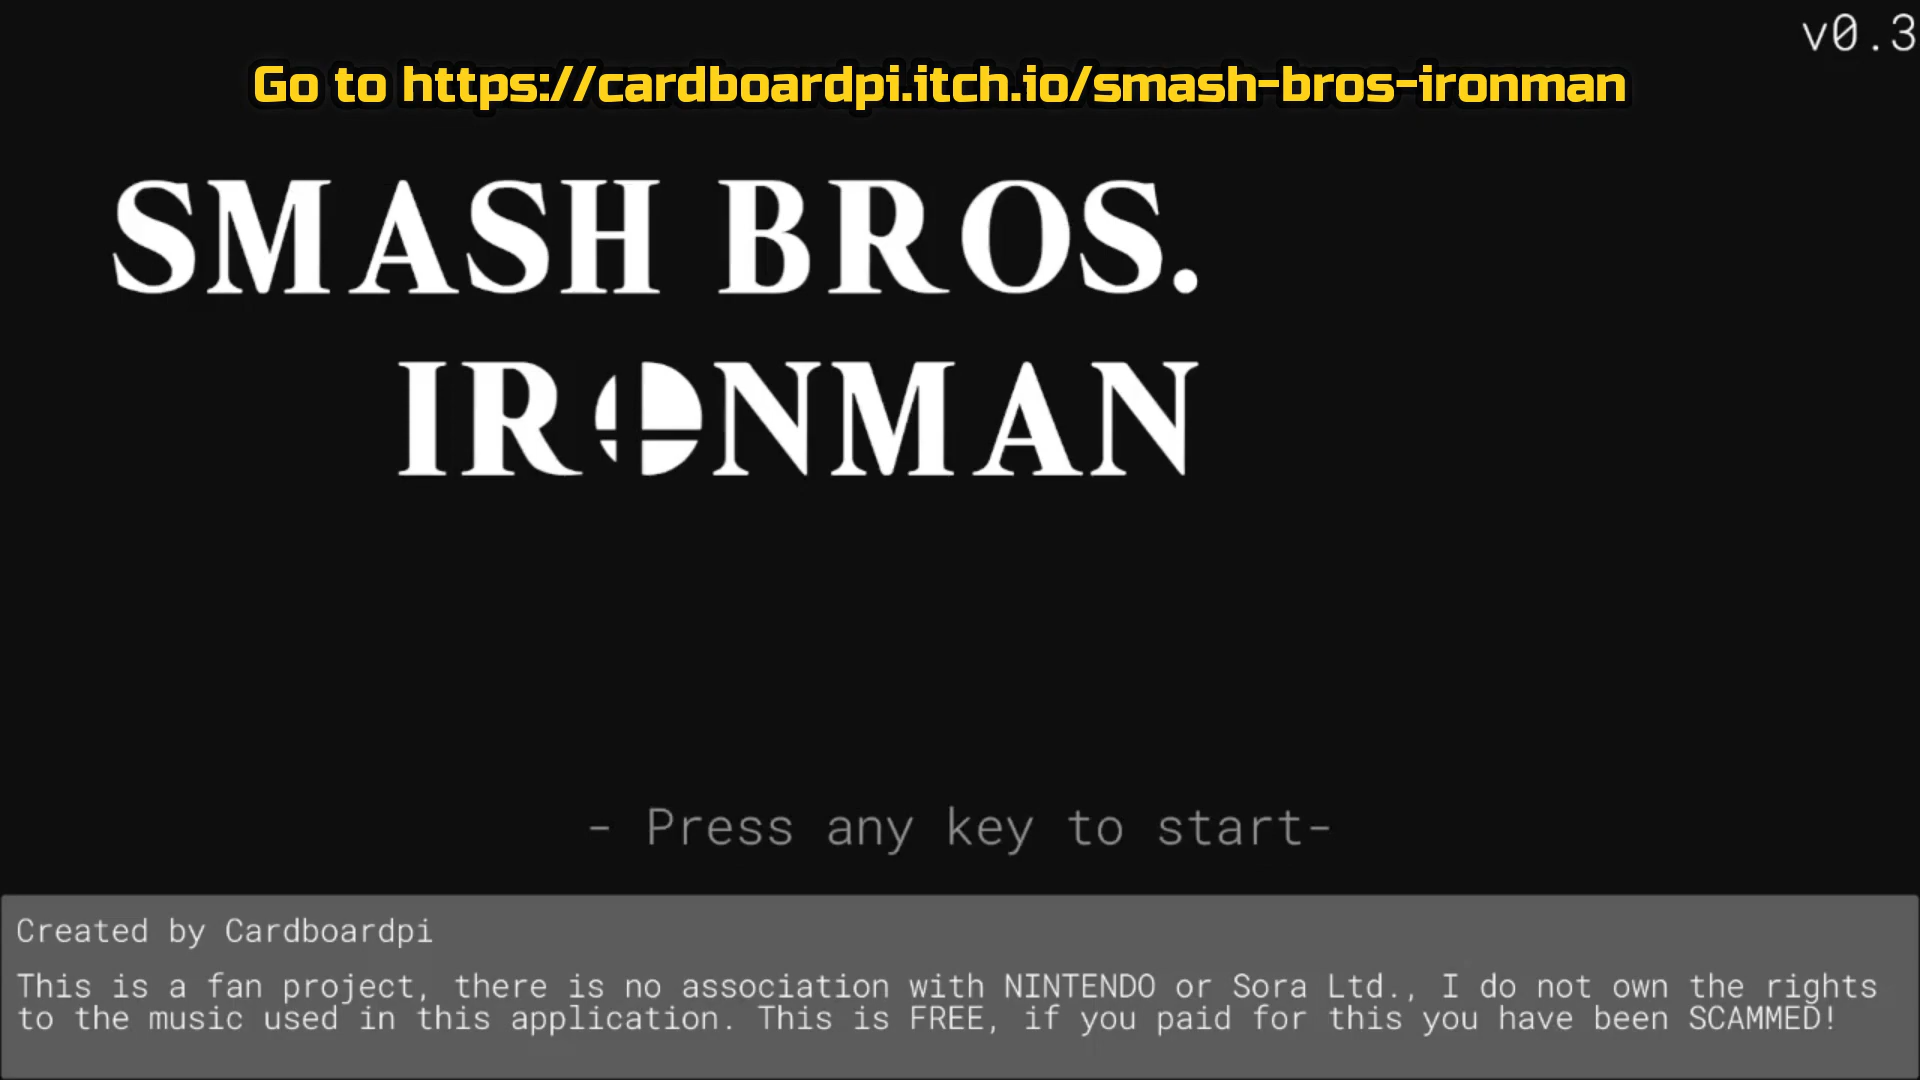 v0.3
Go to https://cardboardpi.itch.io/smash-bros-ironman
SMASH BROS.
IRONMAN
- Press any key to start-
Created by Cardboardpi
This is a fan project, there is no association with NINTENDO or Sora Ltd., I do not own the rights
to the music used in this application. This is FREE, if you paid for this you have been SCAMMED!